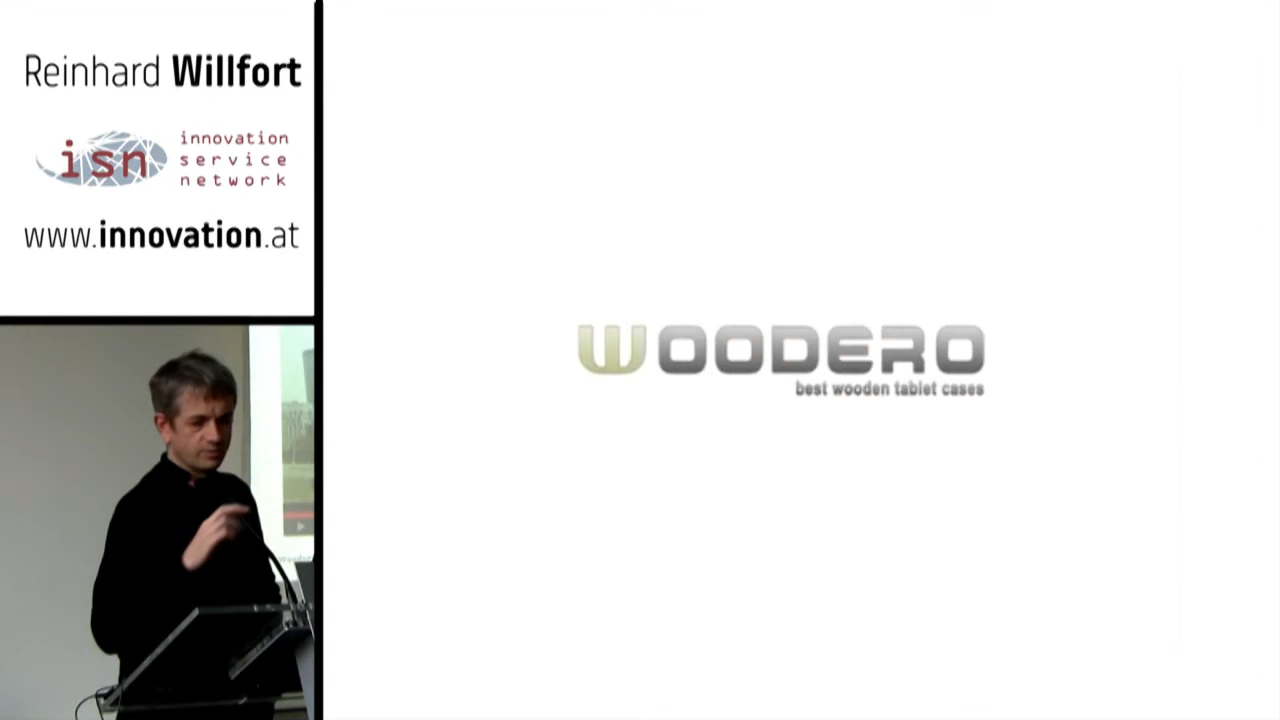 Reinhard Willfort
isn
innovation
service
network
www.innovation.at
WOODERO
best wooden tablet cases